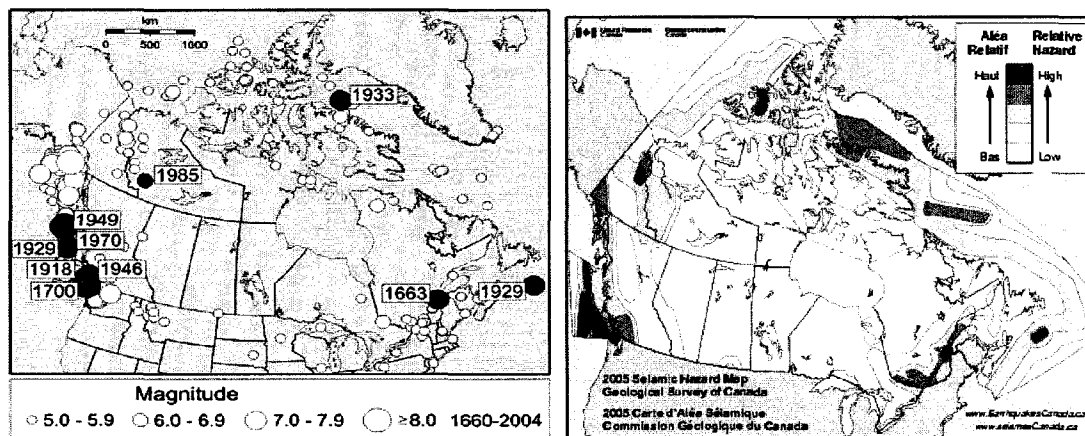 km
0 500 1000
1933
1985
1949
1929 1970
1918 1946
1700
1663 1929
Magnitude
5.0 - 5.9 6.0 - 6.9 7.0 - 7.9 ≥8.0 1660-2004
Canada Canada
Aléa Relatif
Relative Hazard
Haut High
Bas Low
2005 Seismic Hazard Map
Geological Survey of Canada
2005 Carte d'Aléa Séismique
Commission Géologique du Canada
www.EarthquakesCanada.ca
www.seismesCanada.ca